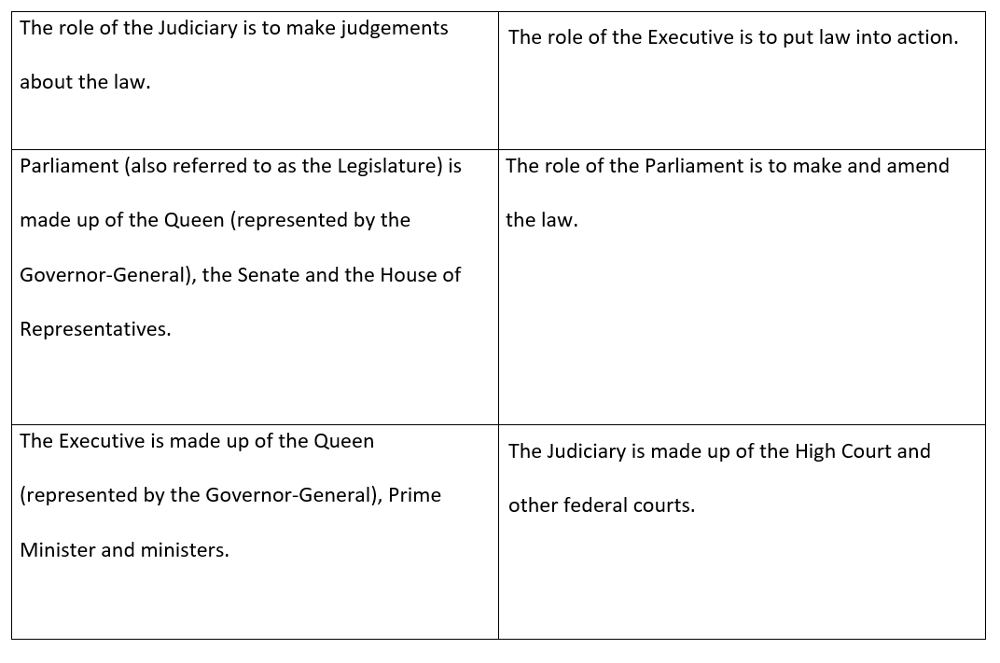 The role of the Judiciary is to make judgements
about the law.
The role of the Executive is to put law into action.
Parliament (also referred to as the Legislature) is
made up of the Queen (represented by the
Governor-General), the Senate and the House of
Representatives.
The role of the Parliament is to make and amend
the law.
The Executive is made up of the Queen
(represented by the Governor-General), Prime
Minister and ministers.
The Judiciary is made up of the High Court and
other federal courts.